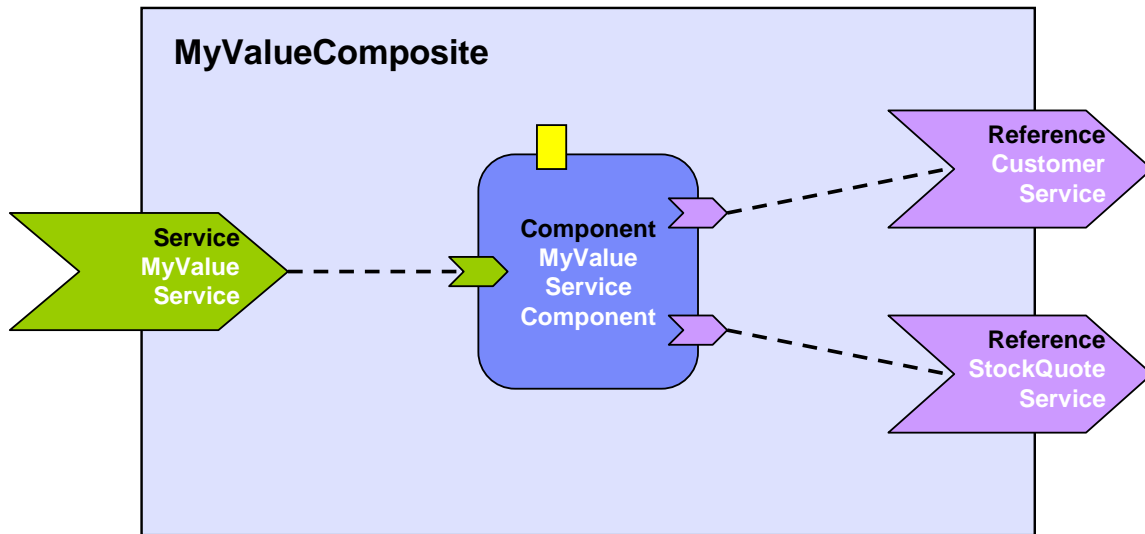 MyValueComposite
Service
MyValue
Service
Component
MyValue
Service
Component
Reference
Customer
Service
Reference
StockQuote
Service